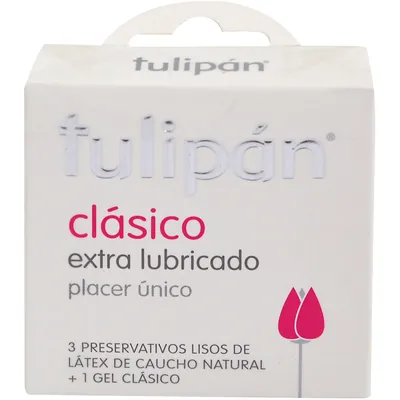 tulipán®
tulipán®
clásico
extra lubricado
placer único
3 PRESERVATIVOS LISOS DE
LÁTEX DE CAUCHO NATURAL
+ 1 GEL CLÁSICO